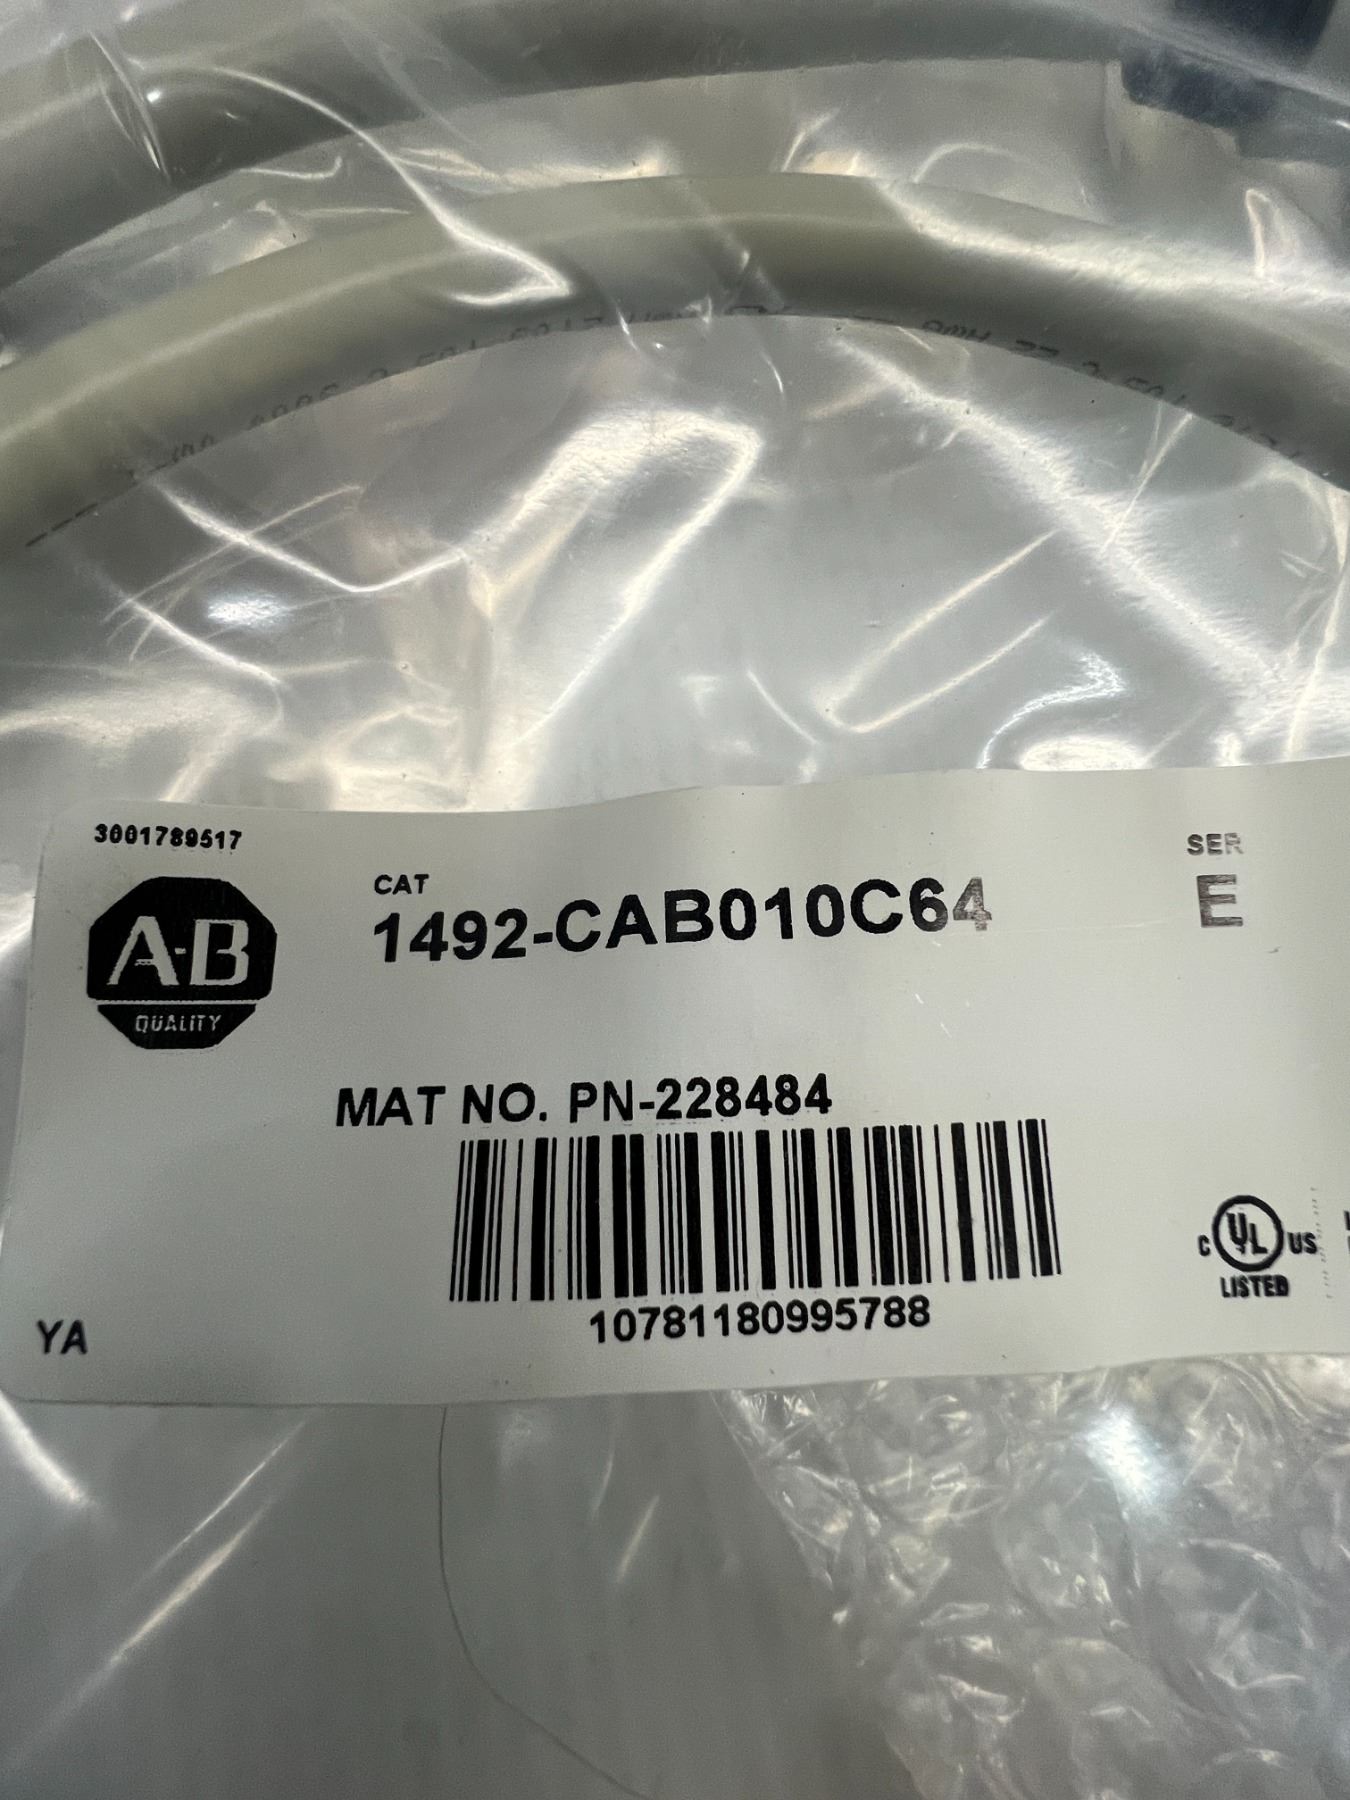 3001789517
CAT
SER
1492-CAB010C64
E
A-B
QUALITY
MAT NO. PN-228484
10781180995788
C UL US
LISTED
YA